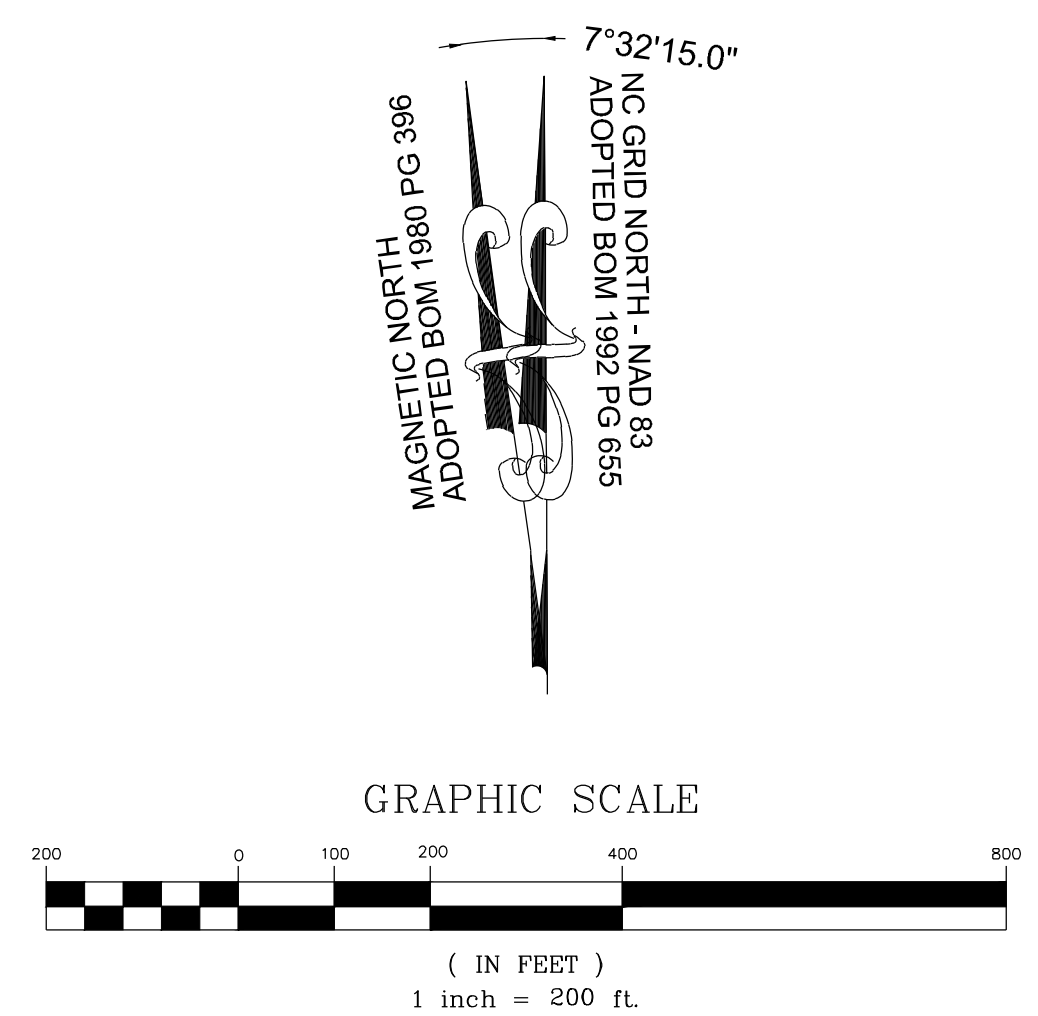 7°32'15.0"
MAGNETIC NORTH
ADOPTED BOM 1980 PG 396
NC GRID NORTH - NAD 83
ADOPTED BOM 1992 PG 655
GRAPHIC SCALE
200 0 100 200 400 800
( IN FEET )
1 inch = 200 ft.